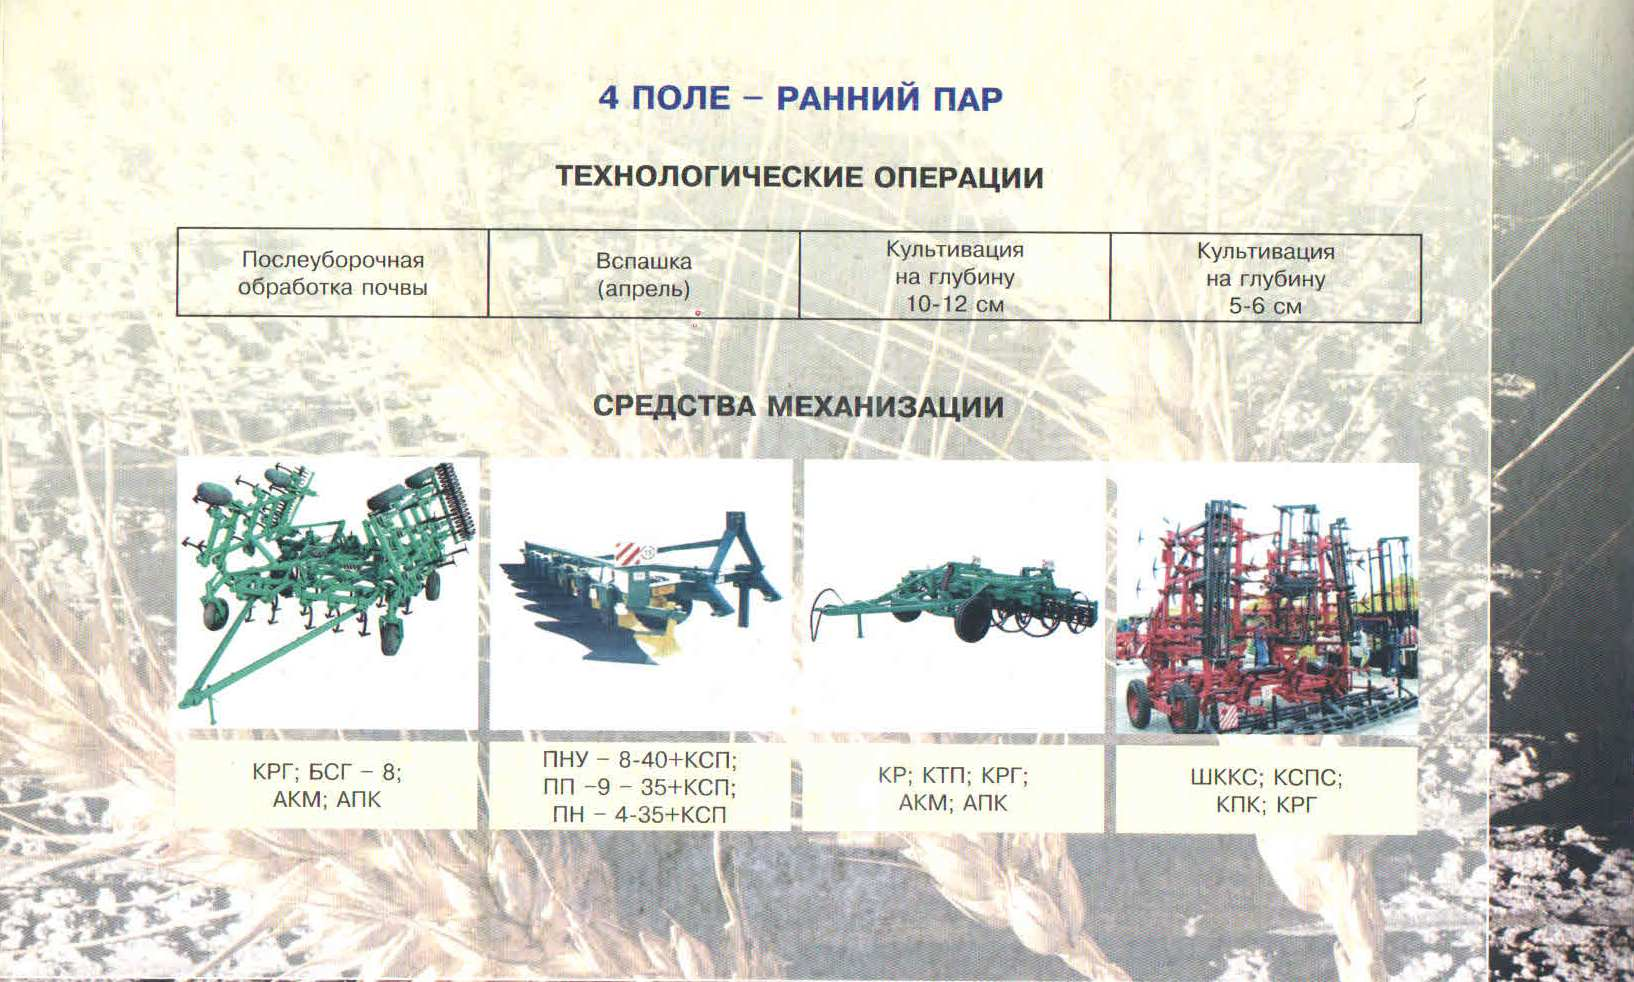 4 ПОЛЕ – РАННИЙ ПАР
ТЕХНОЛОГИЧЕСКИЕ ОПЕРАЦИИ
Послеуборочная
обработка почвы
Вспашка
(апрель)
Культивация
на глубину
10-12 см
Культивация
на глубину
5-6 см
СРЕДСТВА МЕХАНИЗАЦИИ
КРГ; БСГ – 8;
АКМ; АПК
ПНУ – 8-40+КСП;
ПП –9 – 35+КСП;
ПН – 4-35+КСП
КР; КТП; КРГ;
АКМ; АПК
ШККС; КСПС;
КПК; КРГ